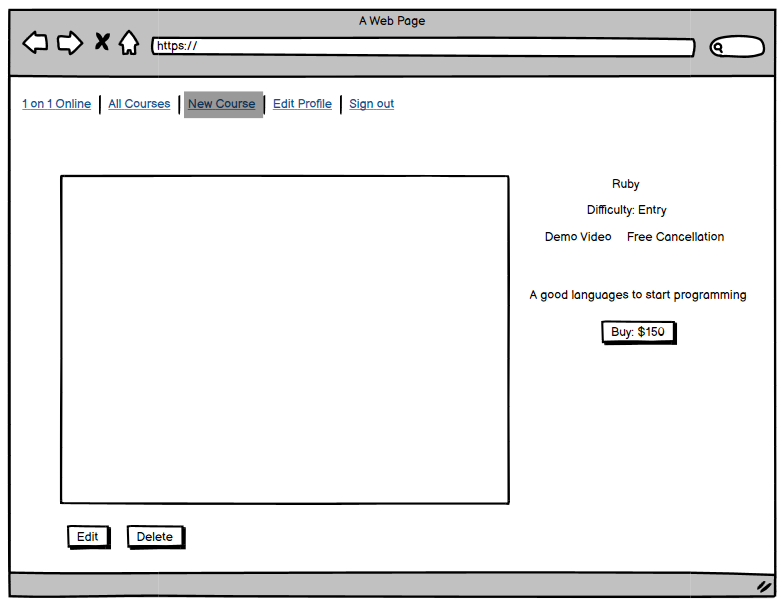 A Web Page
https://
1 on 1 Online All Courses New Course Edit Profile Sign out
Ruby
Difficulty: Entry
Demo Video Free Cancellation
A good languages to start programming
Buy: $150
Edit Delete